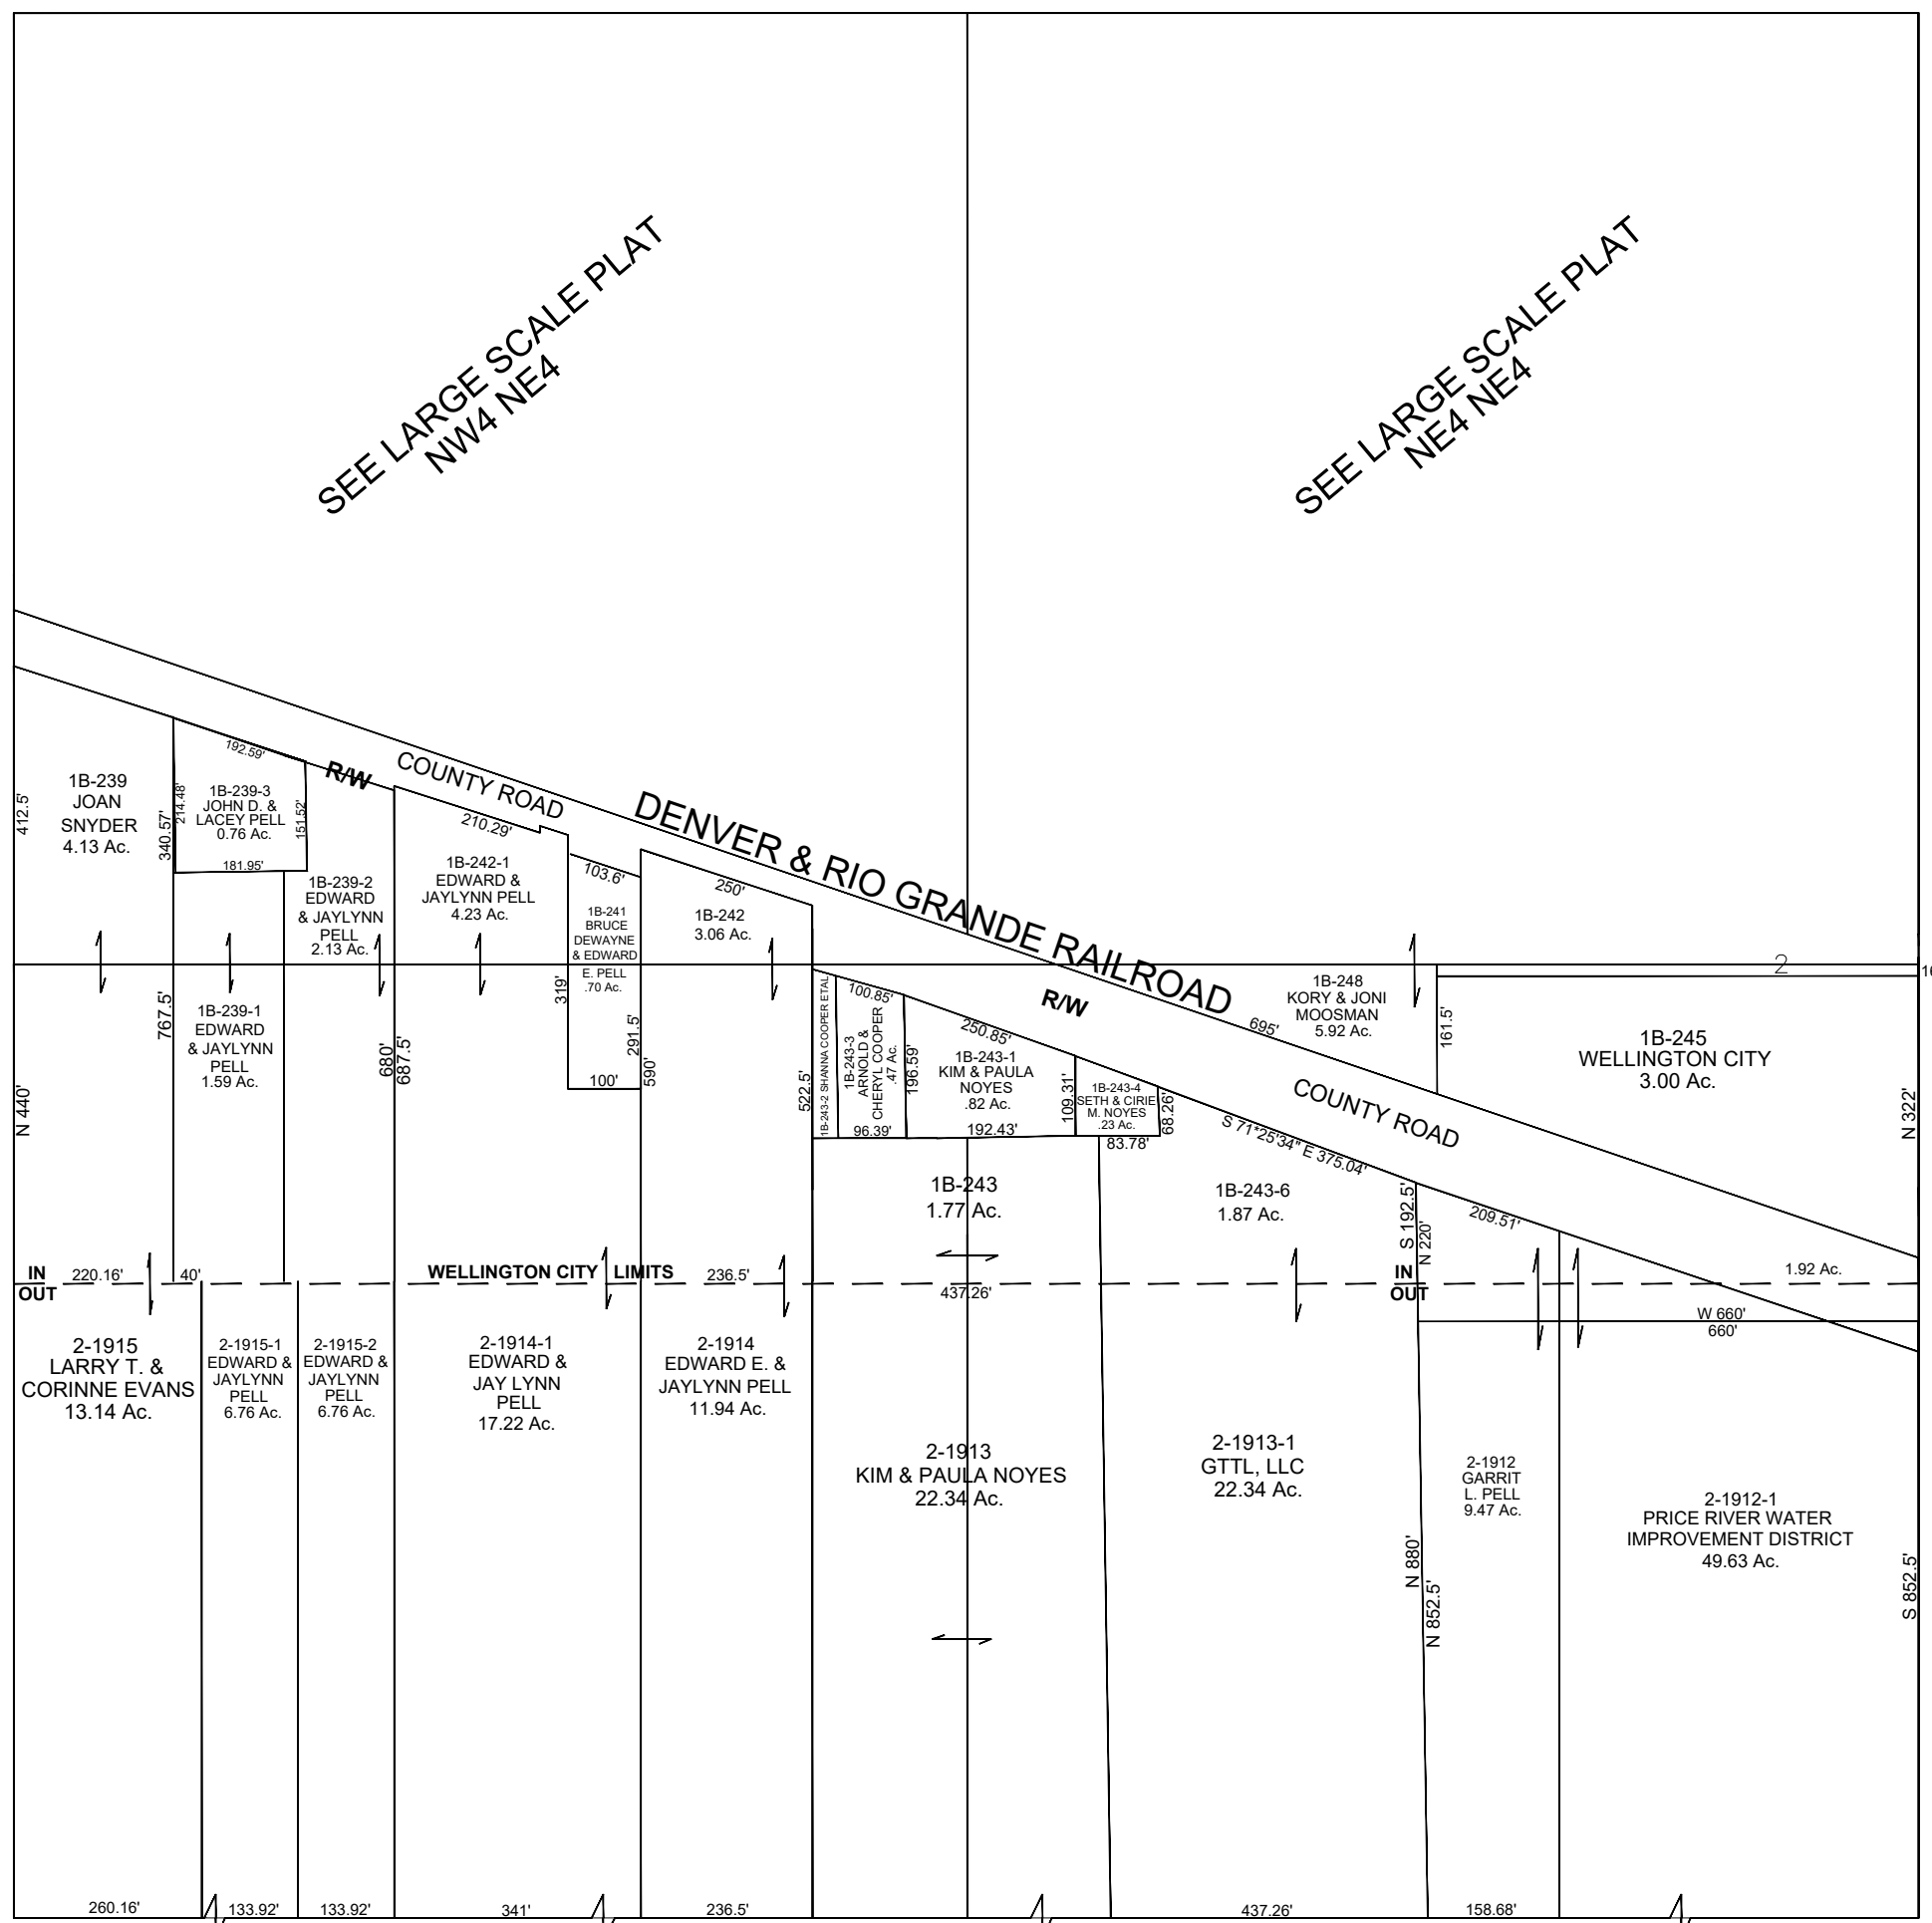 SEE LARGE SCALE PLAT
NW4 NE4
SEE LARGE SCALE PLAT
NE4 NE4
COUNTY ROAD
DENVER & RIO GRANDE RAILROAD
R/W
R/W
COUNTY ROAD
412.5'
1B-239
JOAN
SNYDER
4.13 Ac.
340.57'
214.48'
192.59'
1B-239-3
JOHN D. &
LACEY PELL
0.76 Ac.
151.52'
181.95'
1B-239-2
EDWARD
& JAYLYNN
PELL
2.13 Ac.
210.29'
1B-242-1
EDWARD &
JAYLYNN PELL
4.23 Ac.
103.6'
1B-241
BRUCE
DEWAYNE
& EDWARD
E. PELL
.70 Ac.
319'
291.5'
590'
100'
250'
1B-242
3.06 Ac.
N 440'
767.5'
1B-239-1
EDWARD
& JAYLYNN
PELL
1.59 Ac.
680'
687.5'
522.5'
1B-243-2 SHANNA COOPER ETAL
100.85'
1B-243-3
ARNOLD &
CHERYL COOPER
.47 Ac.
96.39'
196.59'
250.85'
1B-243-1
KIM & PAULA
NOYES
.82 Ac.
192.43'
109.31'
1B-243-4
SETH & CIRIE
M. NOYES
.23 Ac.
68.26'
83.78'
695'
1B-248
KORY & JONI
MOOSMAN
5.92 Ac.
161.5'
2
16
1B-245
WELLINGTON CITY
3.00 Ac.
N 322'
S 71*25'34" E 375.04'
1B-243
1.77 Ac.
1B-243-6
1.87 Ac.
S 192.5'
N 220'
209.51'
1.92 Ac.
IN
OUT
220.16'
40'
WELLINGTON CITY LIMITS
236.5'
437.26'
IN
OUT
W 660'
660'
2-1915
LARRY T. &
CORINNE EVANS
13.14 Ac.
2-1915-1
EDWARD &
JAYLYNN
PELL
6.76 Ac.
2-1915-2
EDWARD &
JAYLYNN
PELL
6.76 Ac.
2-1914-1
EDWARD &
JAY LYNN
PELL
17.22 Ac.
2-1914
EDWARD E. &
JAYLYNN PELL
11.94 Ac.
2-1913
KIM & PAULA NOYES
22.34 Ac.
2-1913-1
GTTL, LLC
22.34 Ac.
2-1912
GARRIT
L. PELL
9.47 Ac.
2-1912-1
PRICE RIVER WATER
IMPROVEMENT DISTRICT
49.63 Ac.
N 880'
N 852.5'
S 852.5'
260.16'
133.92'
133.92'
341'
236.5'
437.26'
158.68'